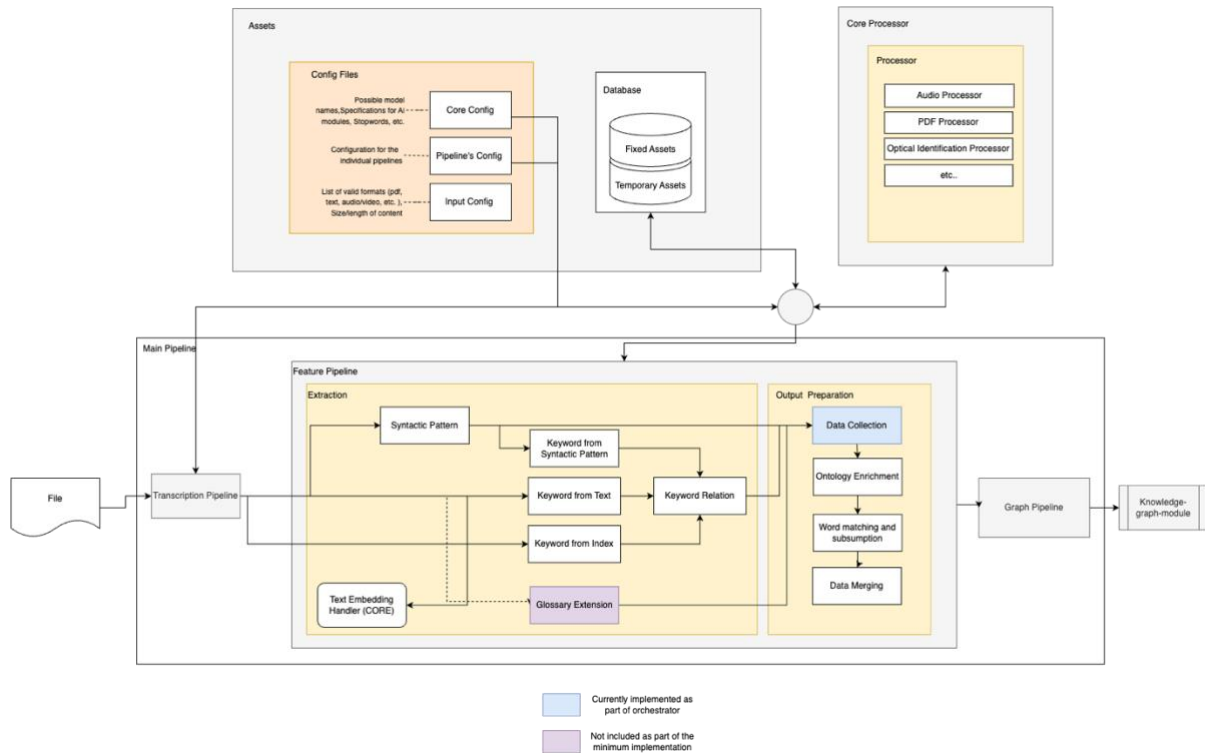 Assets
Config Files
Possible model
names,Specifications for AI
modules, Stopwords, etc.
Core Config
Configuration for the
individual pipelines
Pipeline's Config
List of valid formats (pdf,
text, audio/video, etc. ),
Size/length of content
Input Config
Database
Fixed Assets
Temporary Assets
Core Processor
Processor
Audio Processor
PDF Processor
Optical Identification Processor
etc..
Main Pipeline
Feature Pipeline
Extraction
Syntactic Pattern
Keyword from
Syntactic Pattern
Keyword from Text
Keyword Relation
Keyword from Index
Text Embedding
Handler (CORE)
Glossary Extension
Output Preparation
Data Collection
Ontology Enrichment
Word matching and
subsumption
Data Merging
File
Transcription Pipeline
Graph Pipeline
Knowledge-
graph-module
Currently implemented as
part of orchestrator
Not included as part of the
minimum implementation